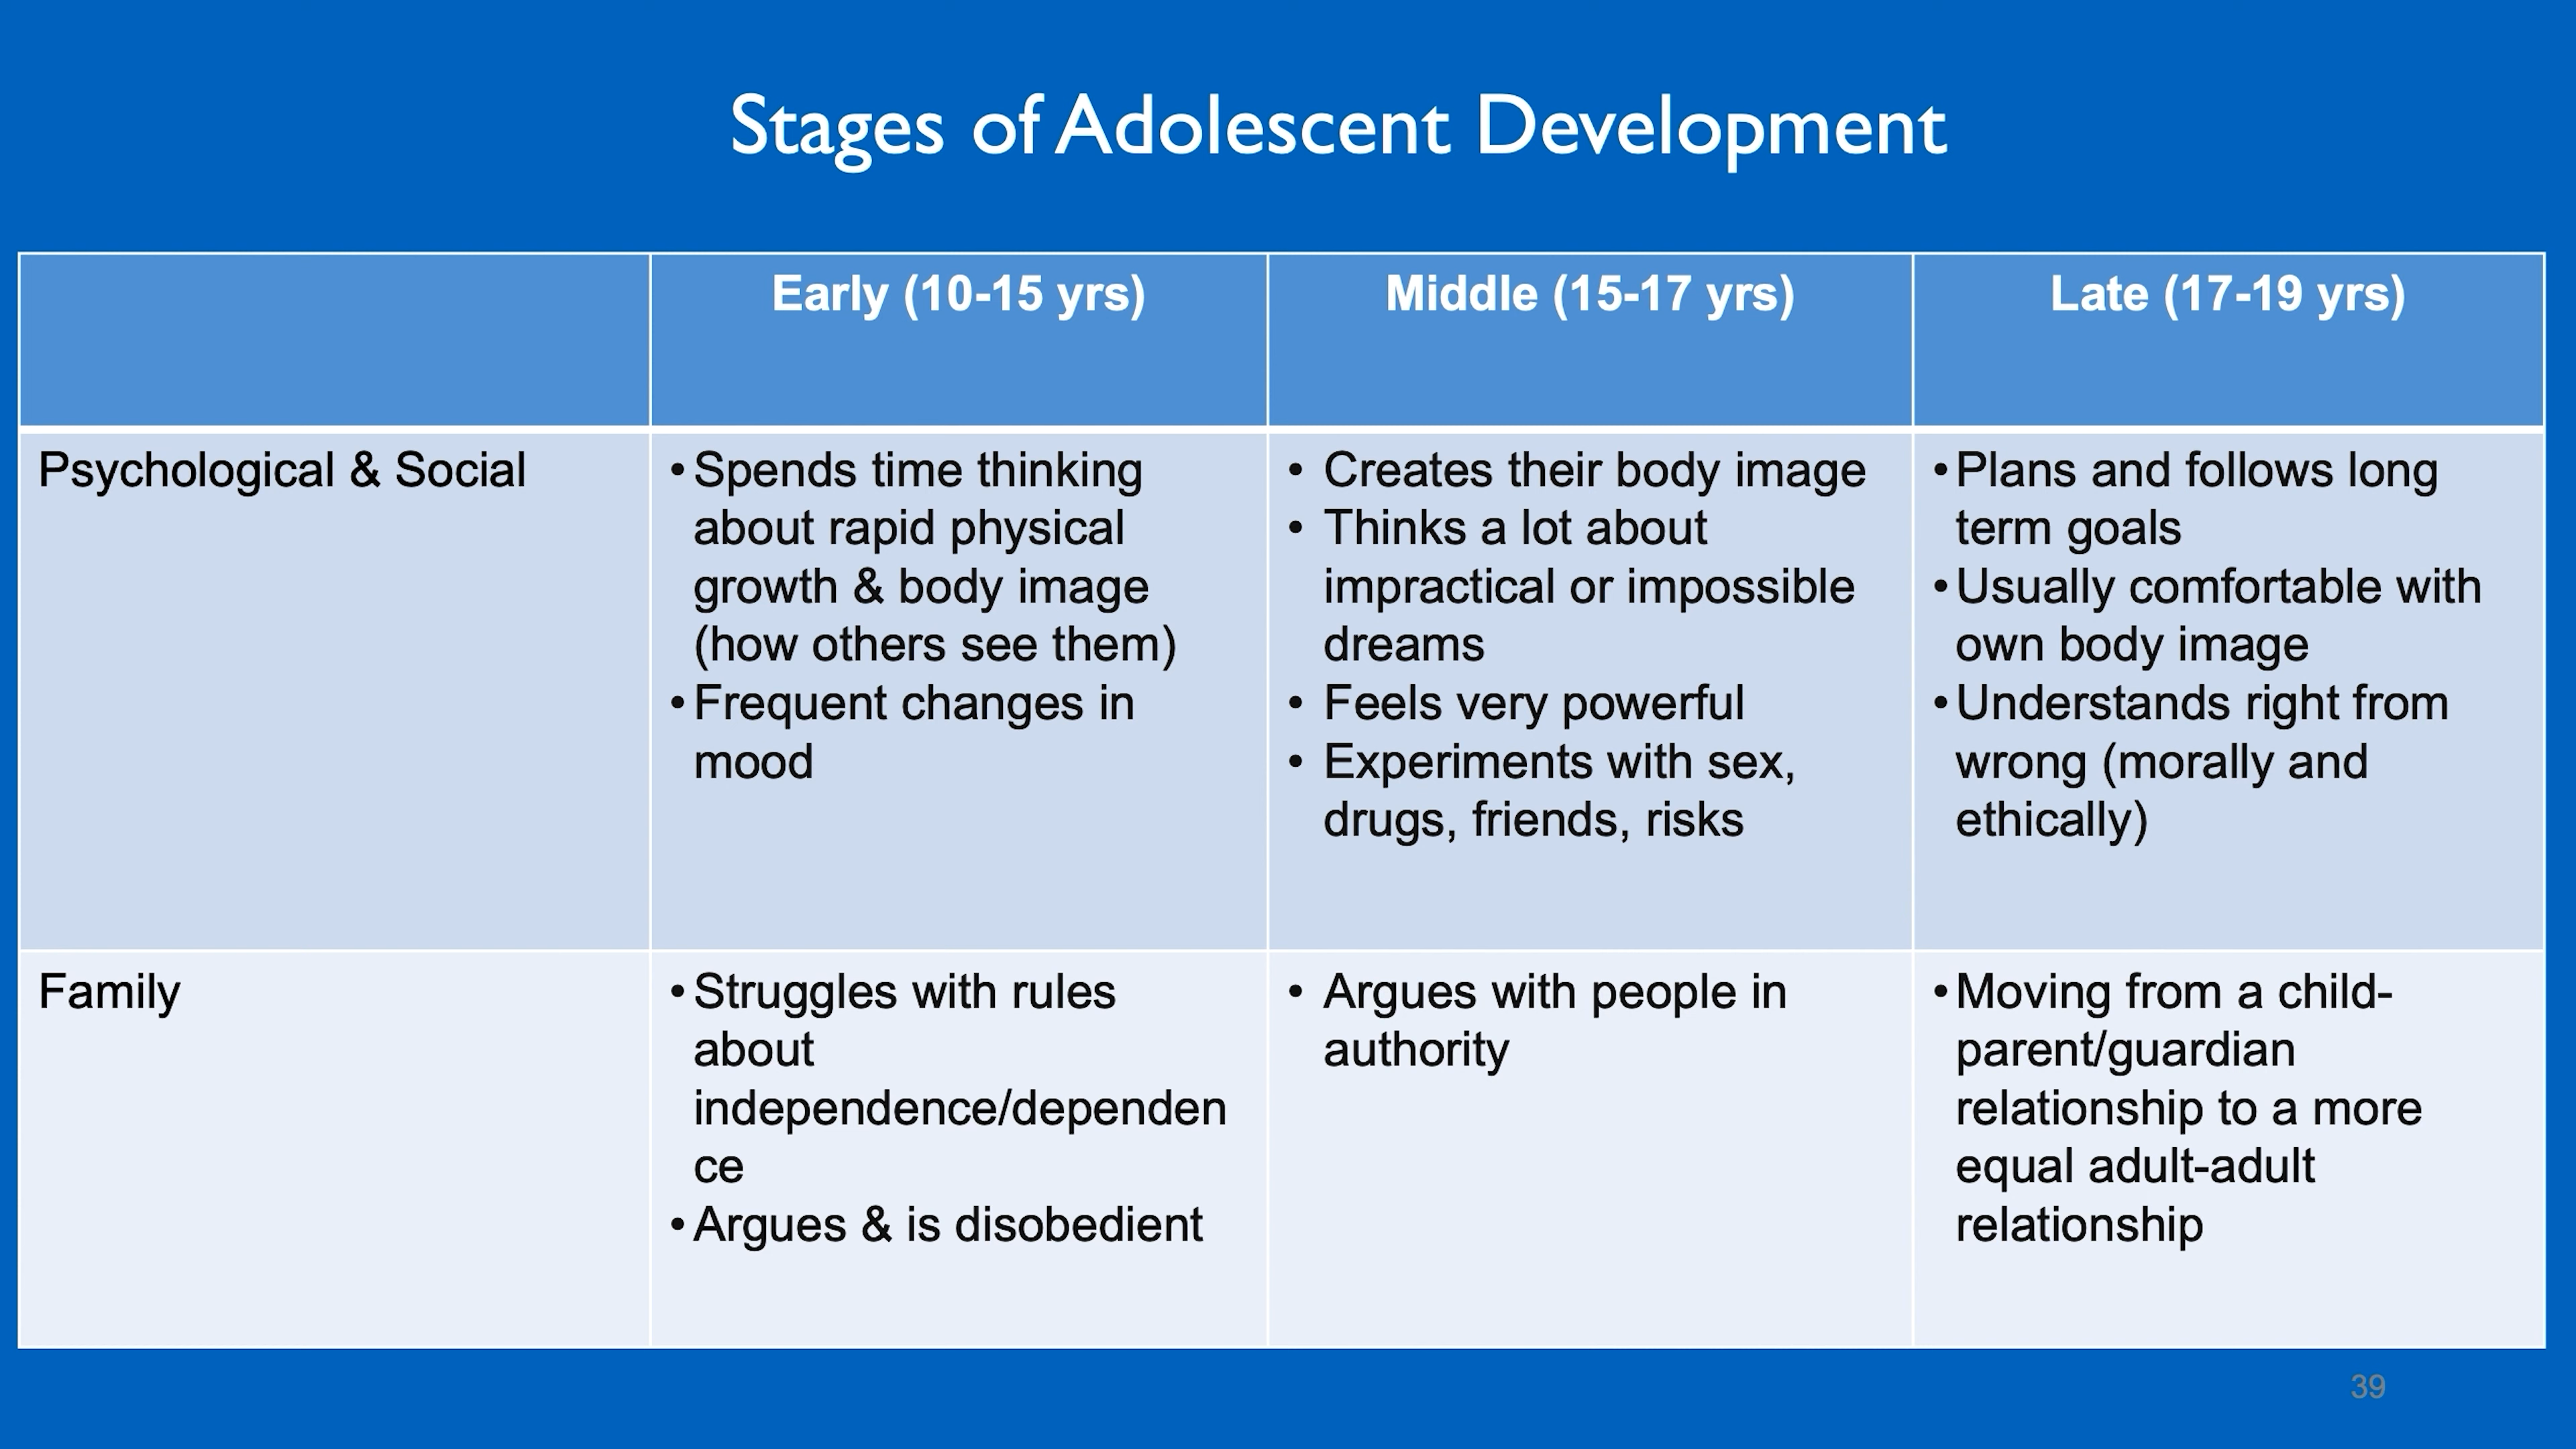 Stages of Adolescent Development
Early (10-15 yrs)
Middle (15-17 yrs)
Late (17-19 yrs)
Psychological & Social
• Spends time thinking
about rapid physical
growth & body image
(how others see them)
• Frequent changes in
mood
• Creates their body image
• Thinks a lot about
impractical or impossible
dreams
• Feels very powerful
• Experiments with sex,
drugs, friends, risks
• Plans and follows long
term goals
• Usually comfortable with
own body image
• Understands right from
wrong (morally and
ethically)
Family
• Struggles with rules
about
independence/dependen
ce
• Argues & is disobedient
• Argues with people in
authority
• Moving from a child-
parent/guardian
relationship to a more
equal adult-adult
relationship
39